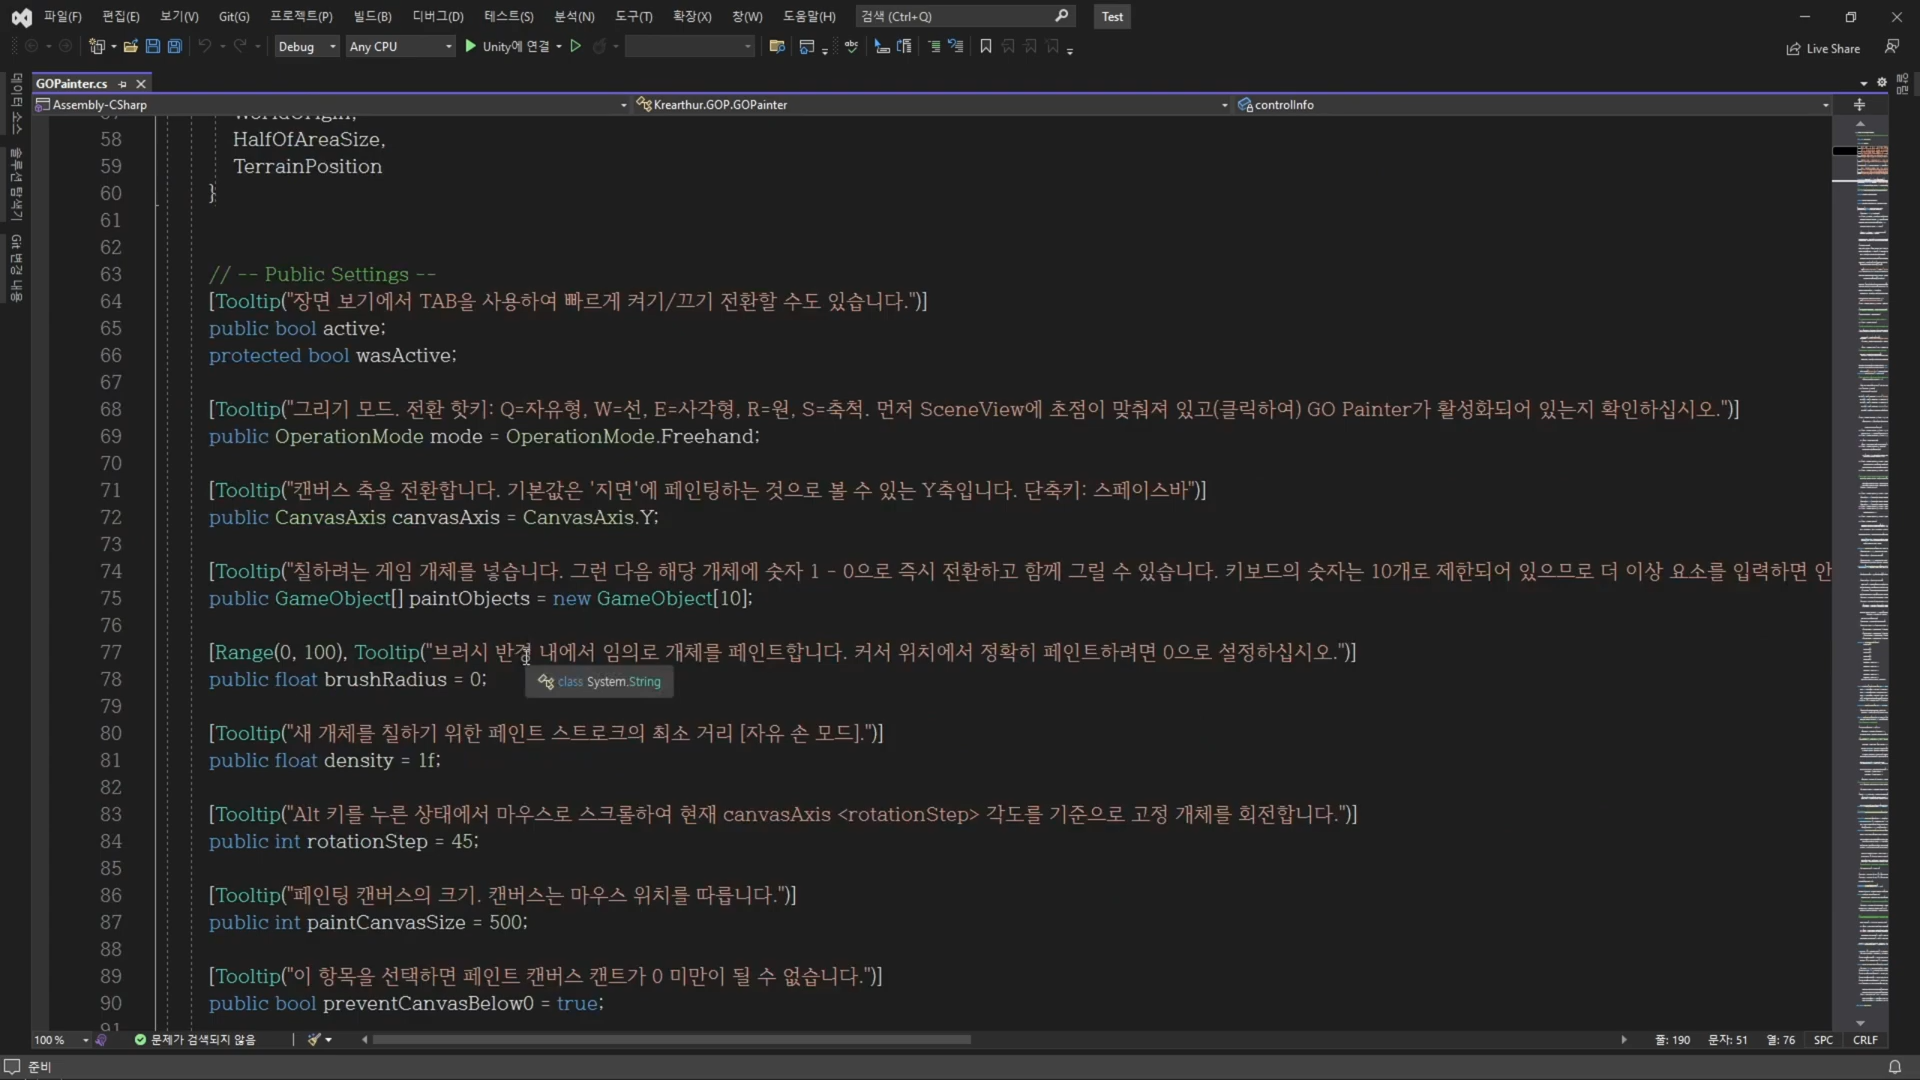 파일(F) 편집(E) 보기(V) Git(G) 프로젝트(P) 빌드(B) 디버그(D) 테스트(S) 분석(N) 도구(T) 확장(X) 창(W) 도움말(H) 검색 (Ctrl+Q) Test
Debug Any CPU Unity에 연결 Live Share
GOPainter.cs
Assembly-CSharp Krearthur.GOP.GOPainter controlInfo
데이터 소스
솔루션 탐색기
Git 변경 내용
57 WorldOrigin,
58 HalfOfAreaSize,
59 TerrainPosition
60 }
61
62
63 // -- Public Settings --
64 [Tooltip("장면 보기에서 TAB을 사용하여 빠르게 켜기/끄기 전환할 수도 있습니다.")]
65 public bool active;
66 protected bool wasActive;
67
68 [Tooltip("그리기 모드. 전환 핫키: Q=자유형, W=선, E=사각형, R=원, S=축척. 먼저 SceneView에 초점이 맞춰져 있고(클릭하여) GO Painter가 활성화되어 있는지 확인하십시오.")]
69 public OperationMode mode = OperationMode.Freehand;
70
71 [Tooltip("캔버스 축을 전환합니다. 기본값은 '지면'에 페인팅하는 것으로 볼 수 있는 Y축입니다. 단축키: 스페이스바")]
72 public CanvasAxis canvasAxis = CanvasAxis.Y;
73
74 [Tooltip("칠하려는 게임 개체를 넣습니다. 그런 다음 해당 개체에 숫자 1 - 0으로 즉시 전환하고 함께 그릴 수 있습니다. 키보드의 숫자는 10개로 제한되어 있으므로 더 이상 요소를 입력하면 안
75 public GameObject[] paintObjects = new GameObject[10];
76
77 [Range(0, 100), Tooltip("브러시 반경 내에서 임의로 개체를 페인트합니다. 커서 위치에서 정확히 페인트하려면 0으로 설정하십시오.")]
78 public float brushRadius = 0;
class System.String
79
80 [Tooltip("새 개체를 칠하기 위한 페인트 스트로크의 최소 거리 [자유 손 모드].")]
81 public float density = 1f;
82
83 [Tooltip("Alt 키를 누른 상태에서 마우스로 스크롤하여 현재 canvasAxis <rotationStep> 각도를 기준으로 고정 개체를 회전합니다.")]
84 public int rotationStep = 45;
85
86 [Tooltip("페인팅 캔버스의 크기. 캔버스는 마우스 위치를 따릅니다.")]
87 public int paintCanvasSize = 500;
88
89 [Tooltip("이 항목을 선택하면 페인트 캔버스 캔트가 0 미만이 될 수 없습니다.")]
90 public bool preventCanvasBelow0 = true;
91
100 % 문제가 검색되지 않음 줄: 190 문자: 51 열: 76 SPC CRLF
준비